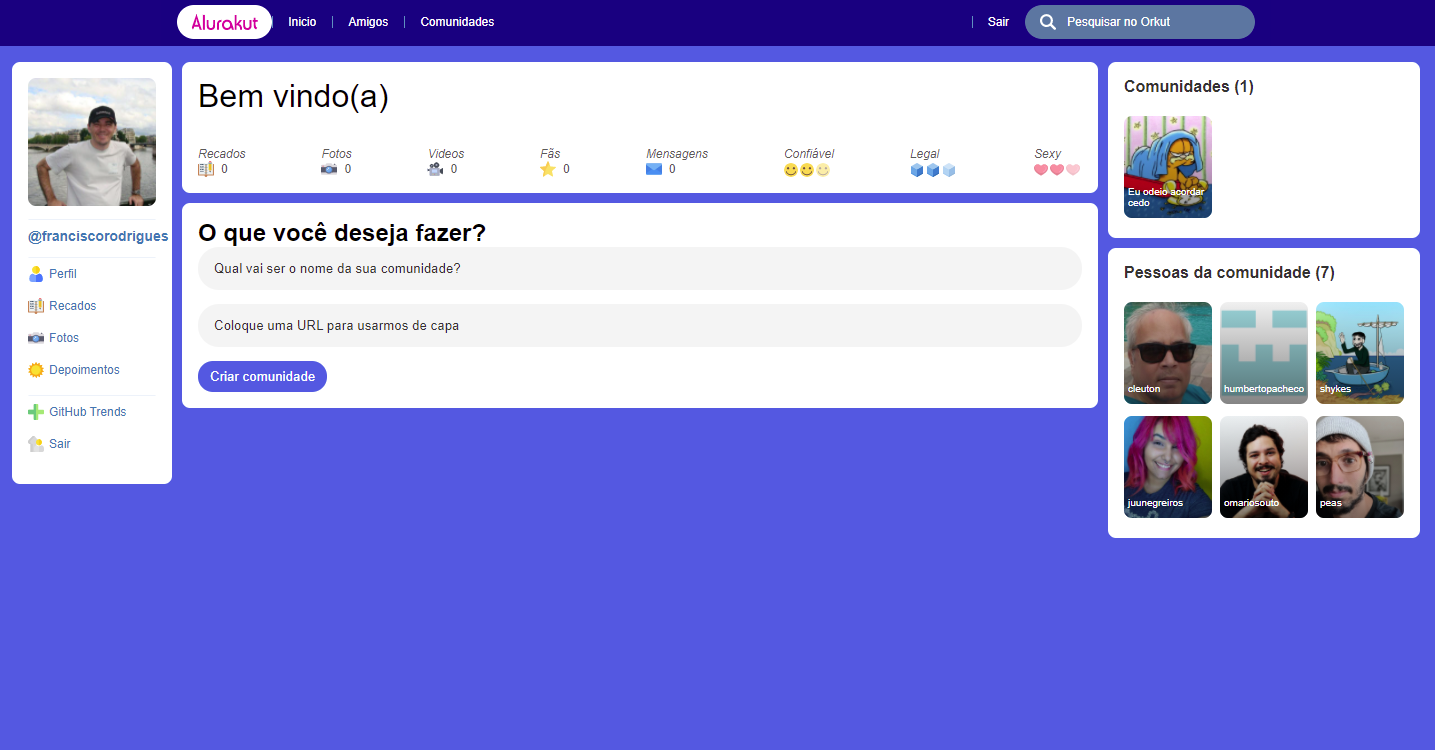 Alurakut
Inicio
Amigos
Comunidades
Sair
Pesquisar no Orkut
@franciscorodrigues
Perfil
Recados
Fotos
Depoimentos
GitHub Trends
Sair
Bem vindo(a)
Recados Fotos Videos Fãs Mensagens Confiável Legal Sexy
0 0 0 0 0
O que você deseja fazer?
Qual vai ser o nome da sua comunidade?
Coloque uma URL para usarmos de capa
Criar comunidade
Comunidades (1)
Eu odeio acordar
cedo
Pessoas da comunidade (7)
cleuton humbertopacheco shykes
juunegreiros omariosouto peas